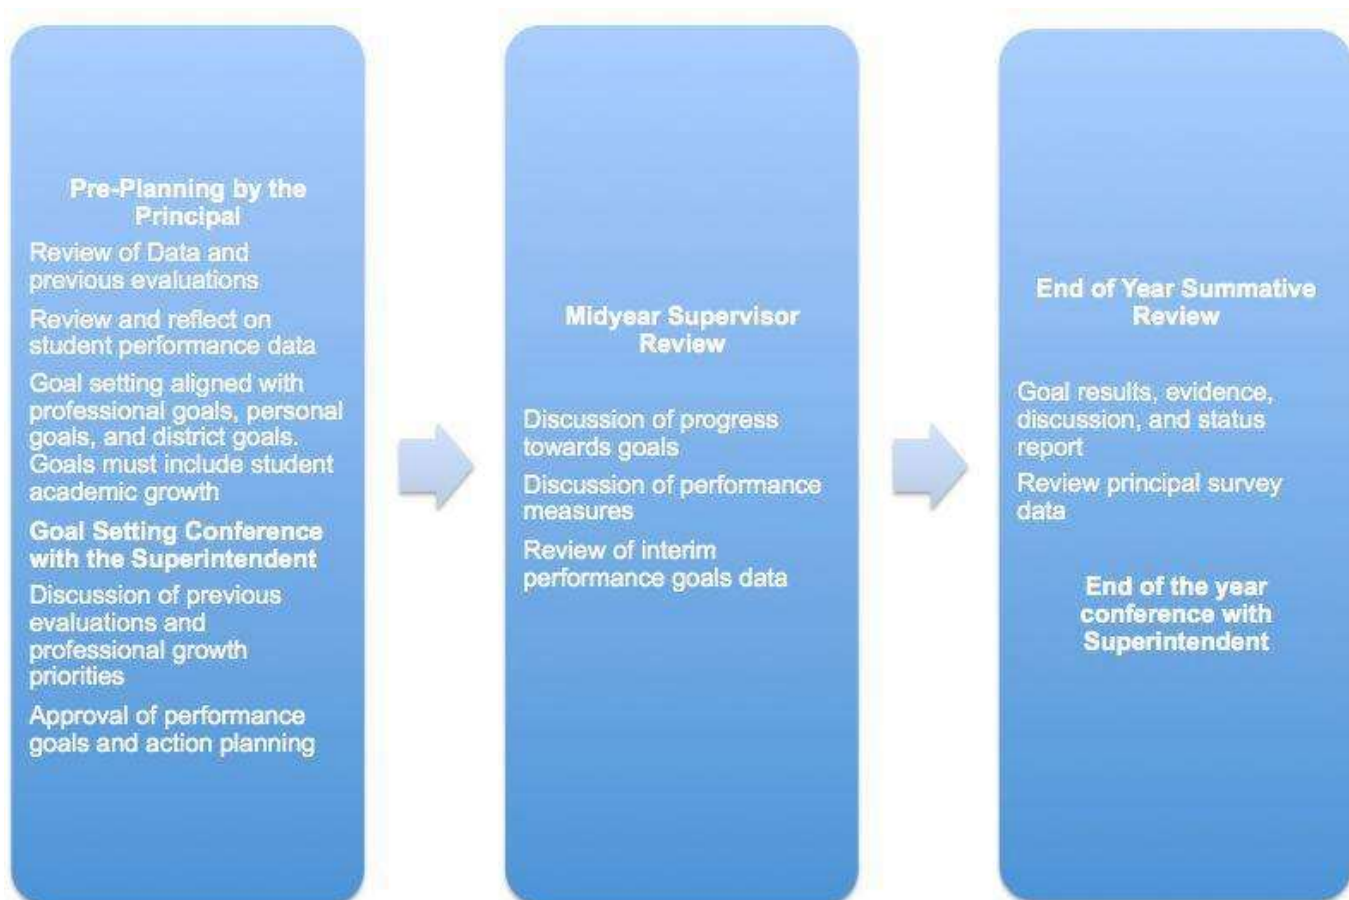 Pre-Planning by the
Principal
Review of Data and
previous evaluations
Review and reflect on
student performance data
Goal setting aligned with
professional goals, personal
goals, and district goals.
Goals must include student
academic growth
Goal Setting Conference
with the Superintendent
Discussion of previous
evaluations and
professional growth
priorities
Approval of performance
goals and action planning
Midyear Supervisor
Review
Discussion of progress
towards goals
Discussion of performance
measures
Review of interim
performance goals data
End of Year Summative
Review
Goal results, evidence,
discussion, and status
report
Review principal survey
data
End of the year
conference with
Superintendent